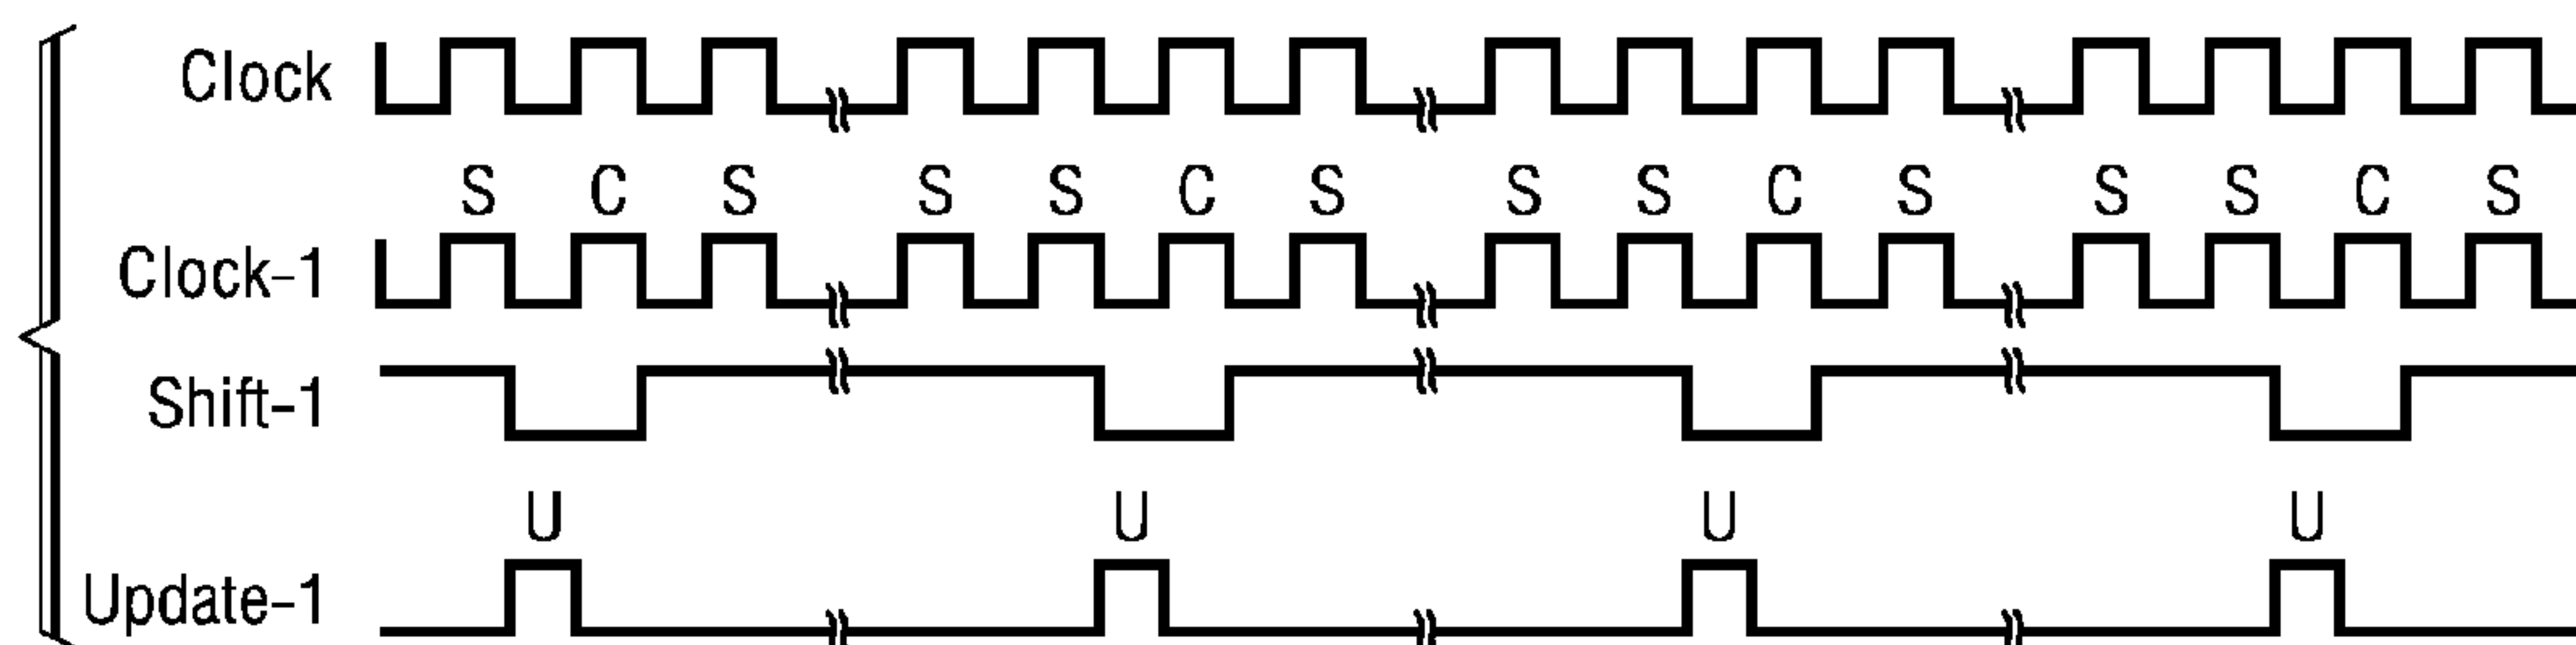 Clock
S C S S S C S S S C S S S C S
Clock-1
Shift-1
U U U U
Update-1